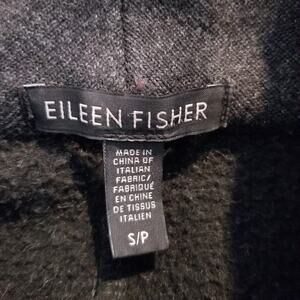 EILEEN FISHER
MADE IN
CHINA OF
ITALIAN
FABRIC/
FABRIQUÉ
EN CHINE
DE TISSUS
ITALIEN
S/P